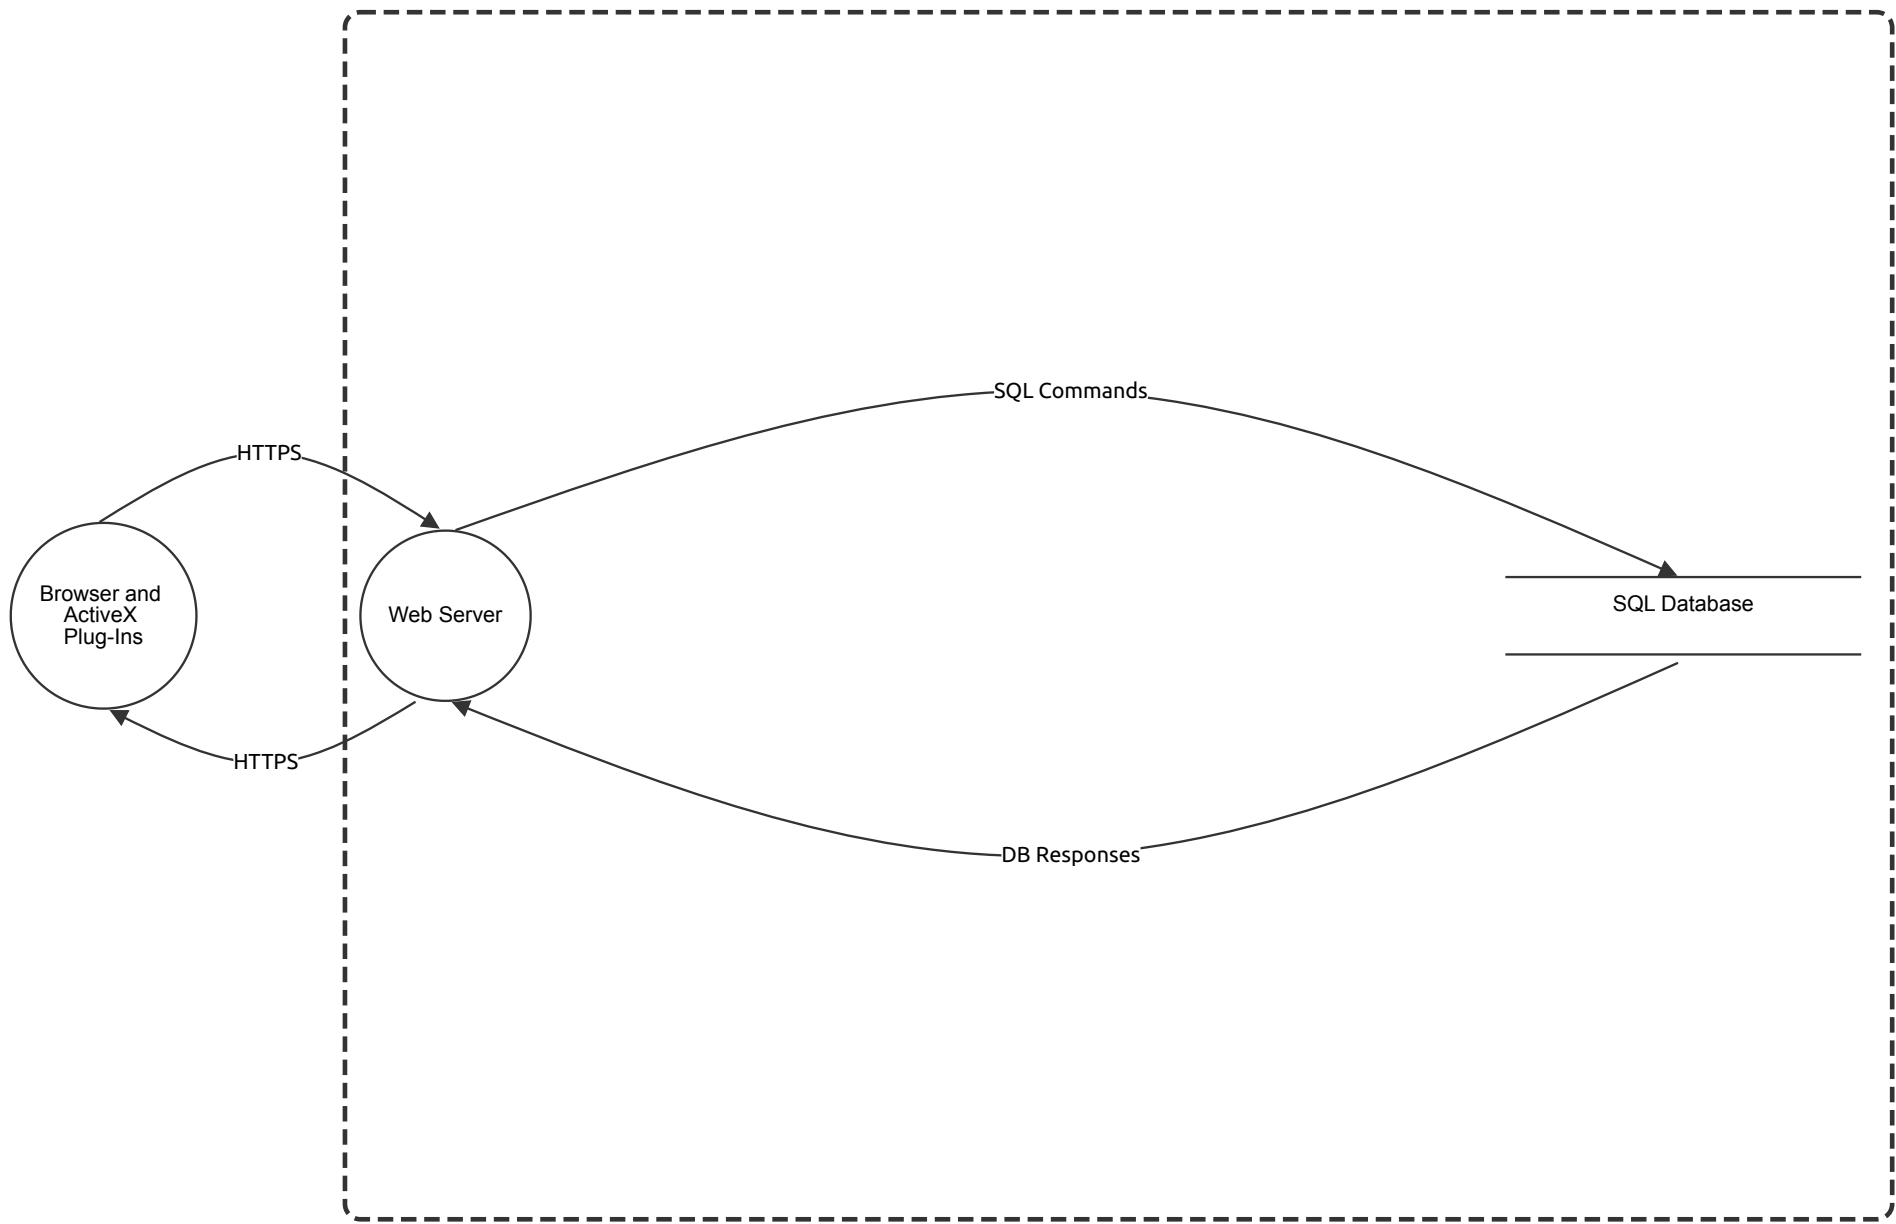 SQL Commands
HTTPS
Browser and
ActiveX
Plug-Ins
Web Server
SQL Database
HTTPS
DB Responses